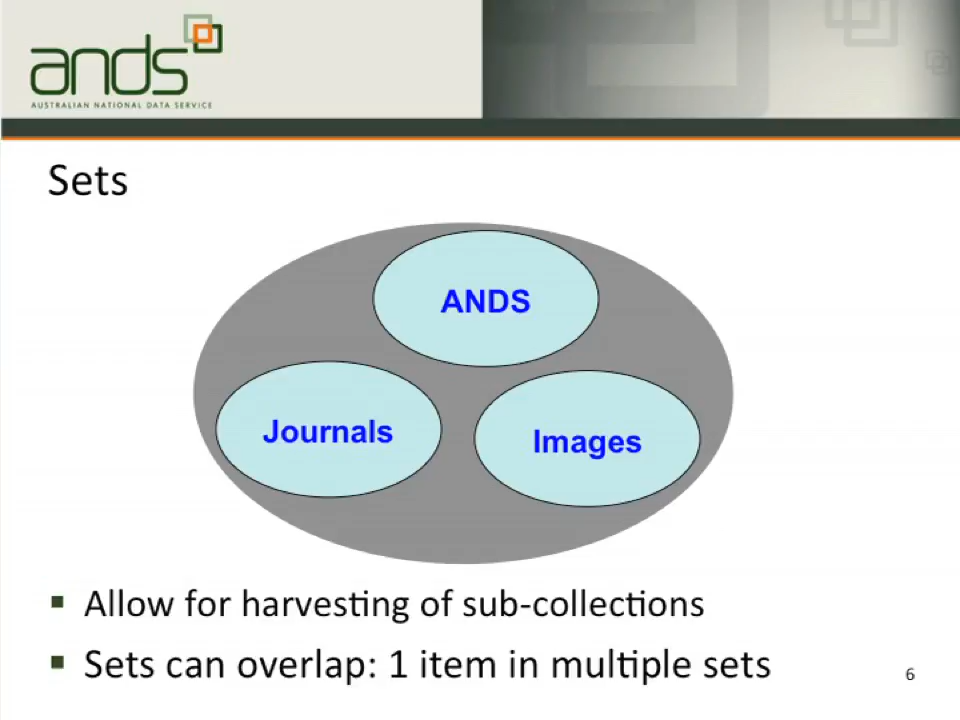 ands
AUSTRALIAN NATIONAL DATA SERVICE
Sets
ANDS
Journals
Images
▪ Allow for harvesting of sub-collections
▪ Sets can overlap: 1 item in multiple sets
6